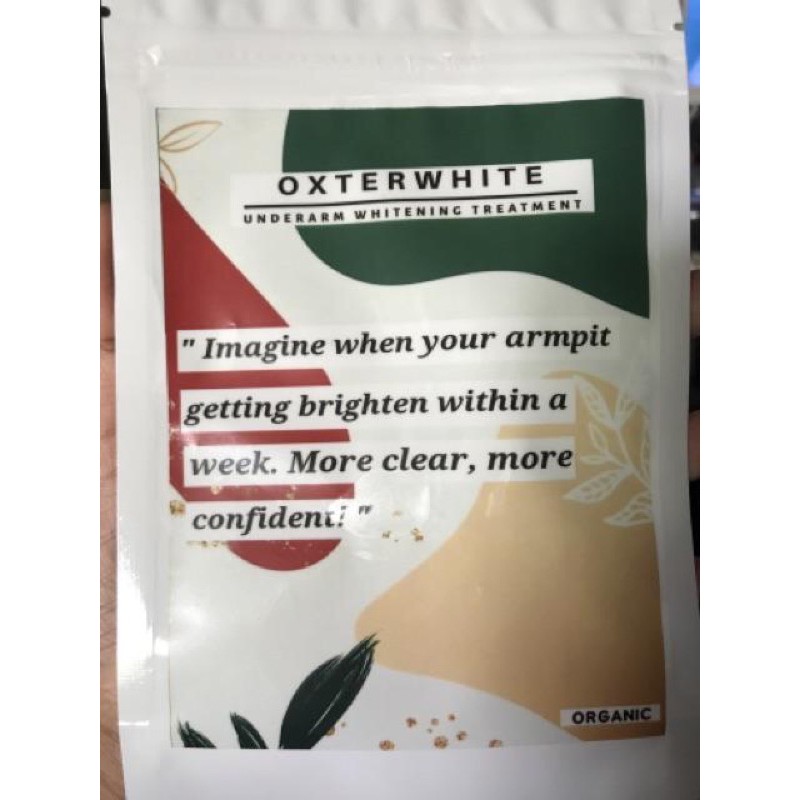 OXTERWHITE
UNDERARM WHITENING TREATMENT
" Imagine when your armpit
getting brighten within a
week. More clear, more
confident! "
ORGANIC